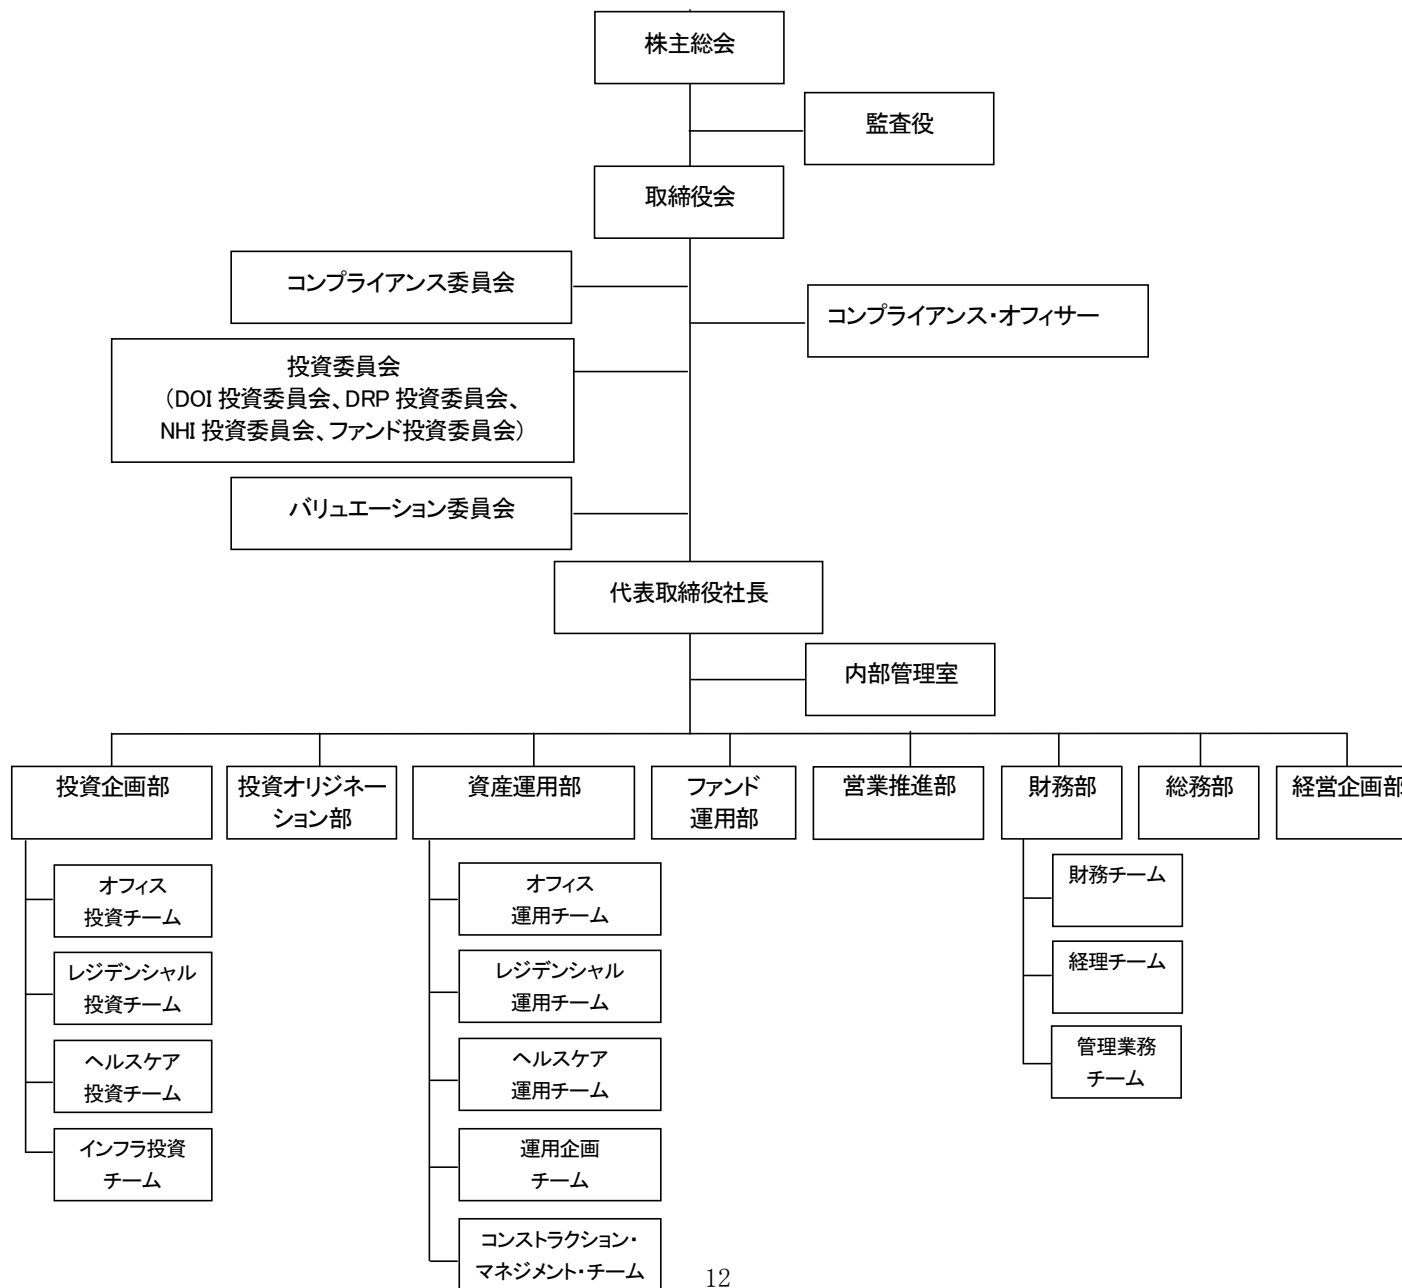 株主総会
監査役
取締役会
コンプライアンス委員会
コンプライアンス・オフィサー
投資委員会
(DOI 投資委員会、DRP 投資委員会、
NHI 投資委員会、ファンド投資委員会)
バリュエーション委員会
代表取締役社長
内部管理室
投資企画部
投資オリジネー
ション部
資産運用部
ファンド
運用部
営業推進部
財務部
総務部
経営企画部
オフィス
投資チーム
レジデンシャル
投資チーム
ヘルスケア
投資チーム
インフラ投資
チーム
オフィス
運用チーム
レジデンシャル
運用チーム
ヘルスケア
運用チーム
運用企画
チーム
コンストラクション・
マネジメント・チーム
財務チーム
経理チーム
管理業務
チーム
12